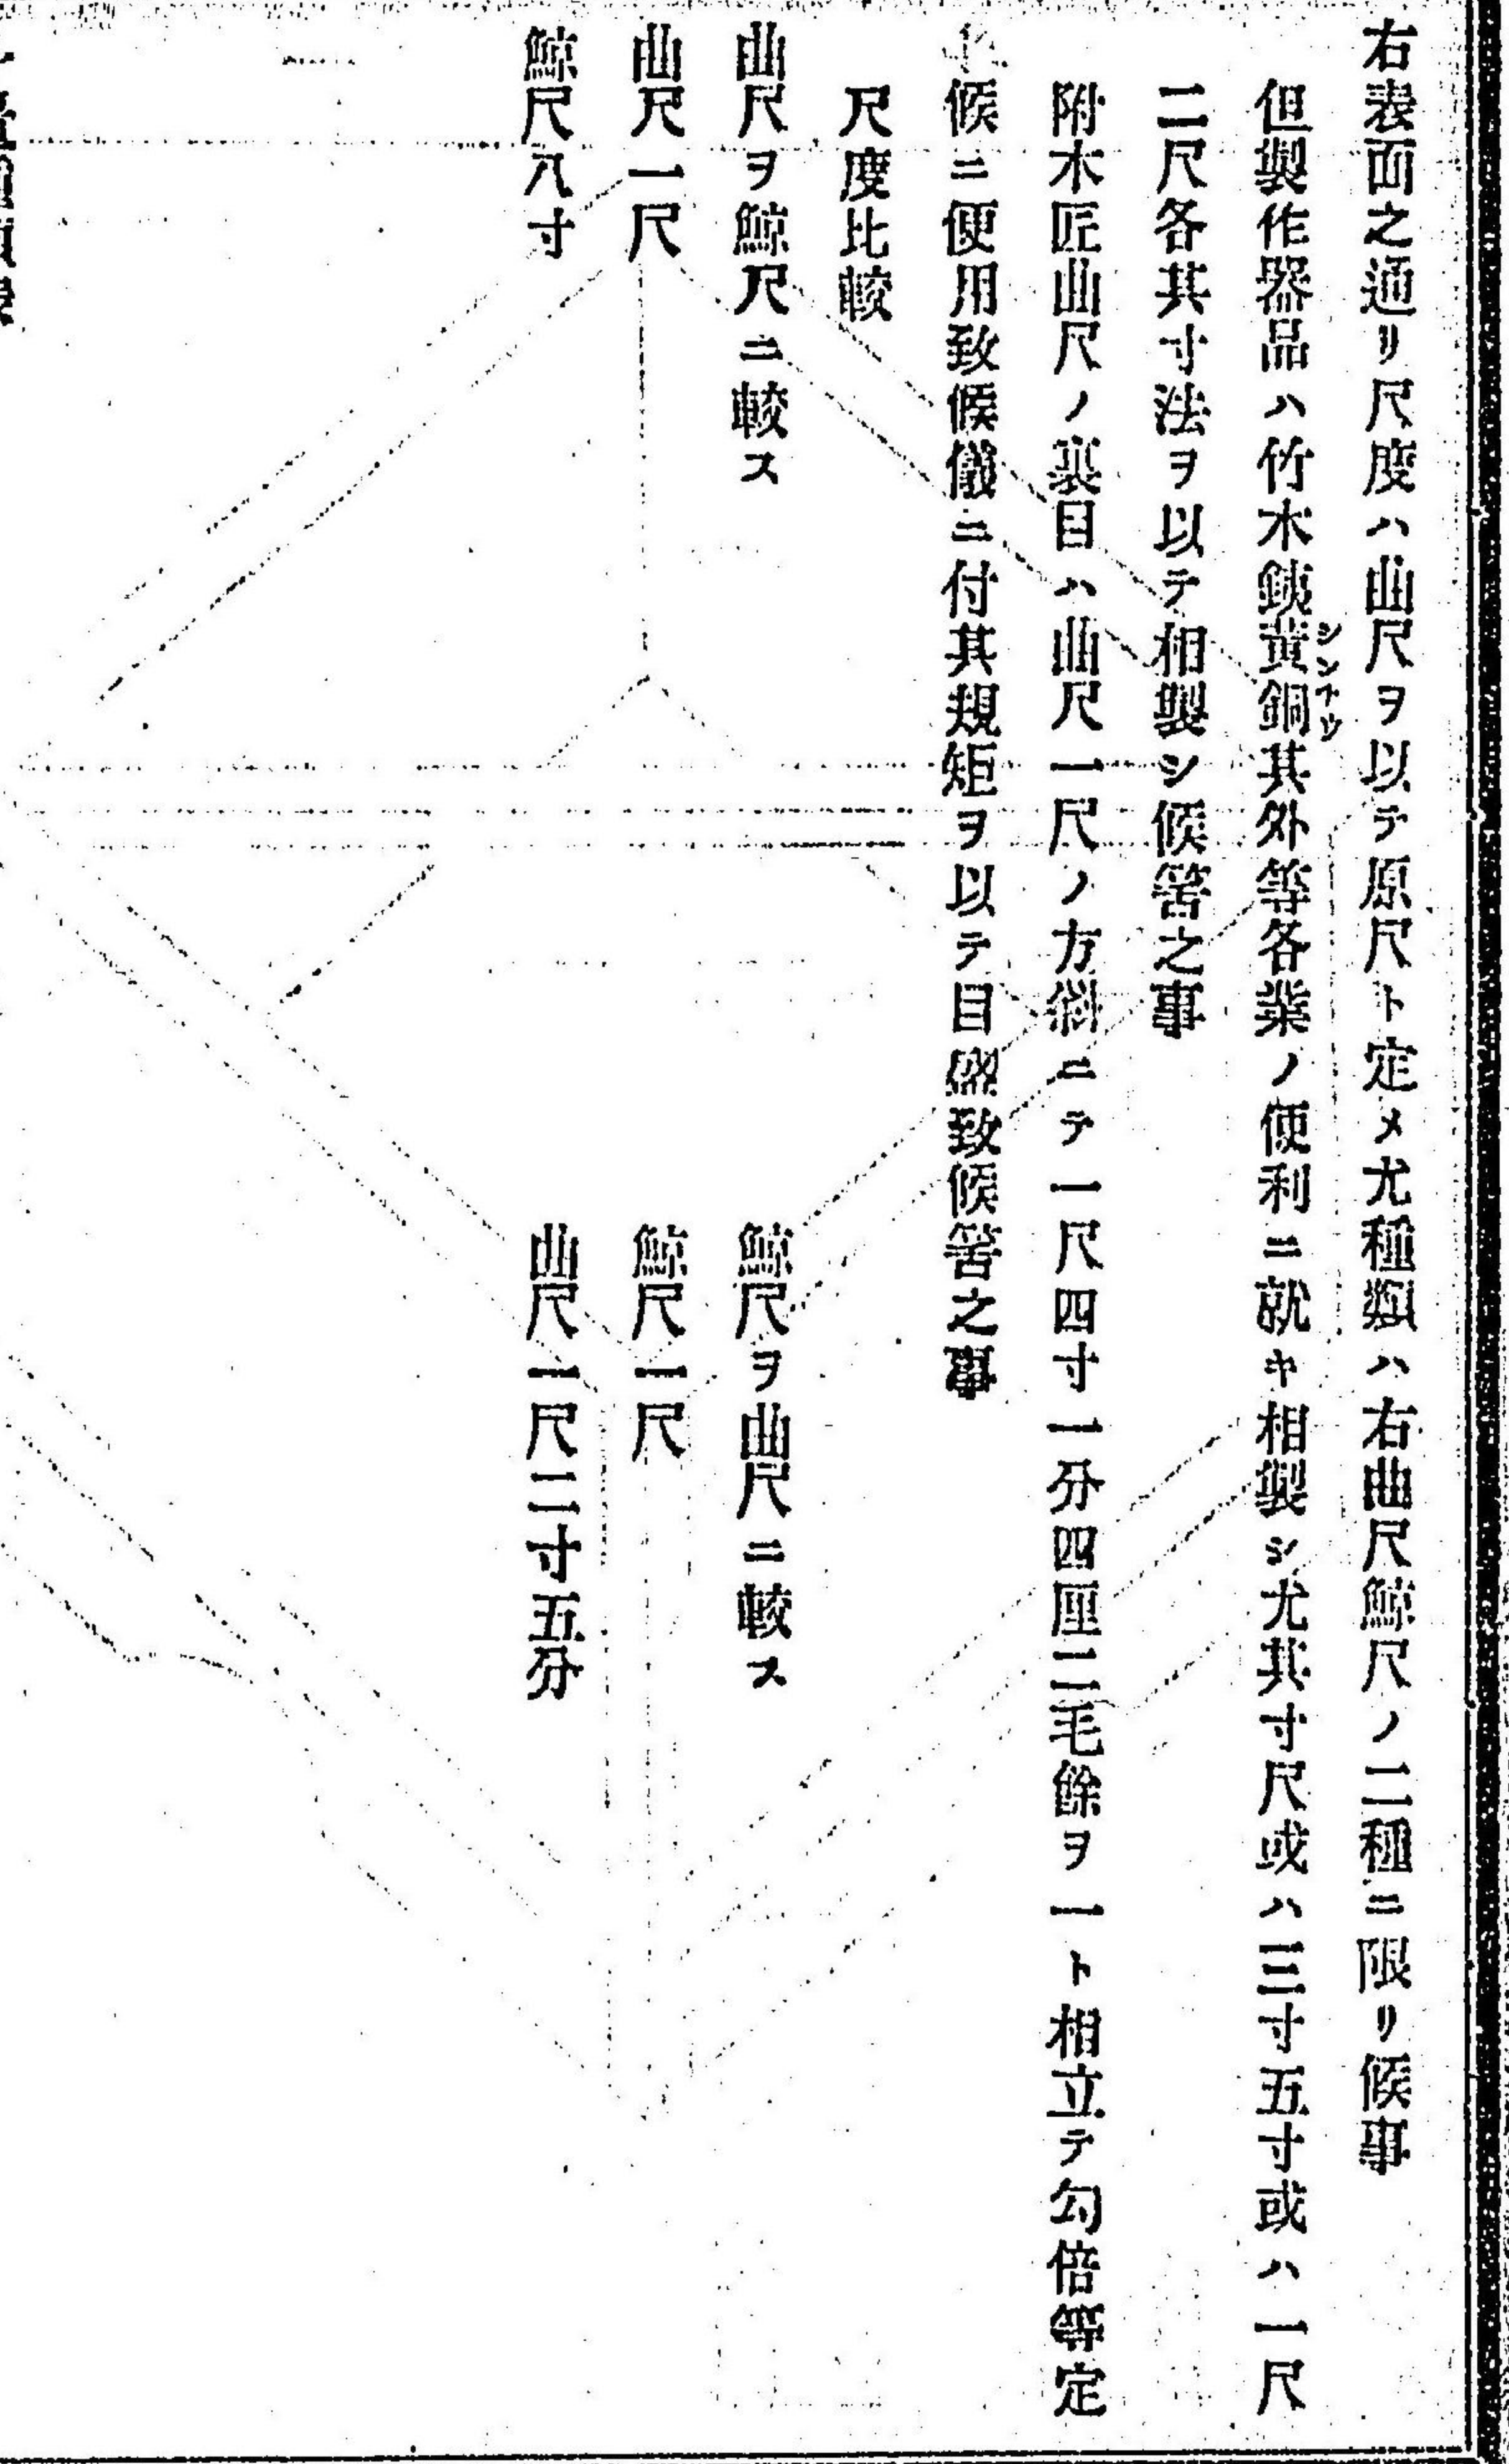 右表面之通リ尺度ハ曲尺ヲ以テ原尺ト定メ尤種類ハ右曲尺鯨尺ノ二種ニ限リ候事
但製作器品ハ竹木鉄黄銅其外等各業ノ便利ニ就キ相製シ尤其寸尺或ハ三寸五寸或ハ一尺
シンチウ
二尺各其寸法ヲ以テ相製シ候筈之事
附木匠曲尺ノ裏目ハ曲尺一尺ノ方斜ニテ一尺四寸一分四厘二毛餘ヲ一ト相立テ勾倍等定
候ニ便用致候儀ニ付其規矩ヲ以テ目盛致候筈之事
尺度比較
曲尺ヲ鯨尺ニ較ス
鯨尺ヲ曲尺ニ較ス
曲尺一尺
鯨尺一尺
鯨尺八寸
曲尺一尺二寸五分